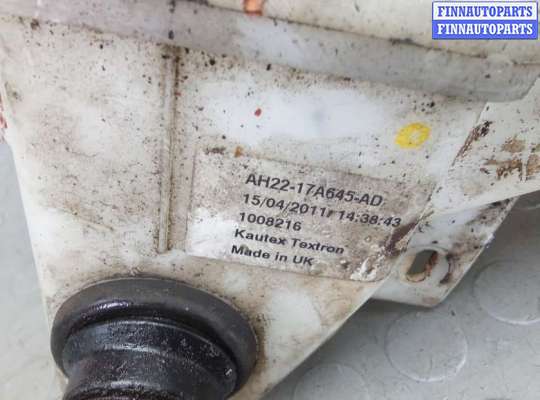 FINNAUTOPARTS
FINNAUTOPARTS
AH22-17A645-AD
15/04/2011 14:38:43
1008216
Kautex Textron
Made in UK